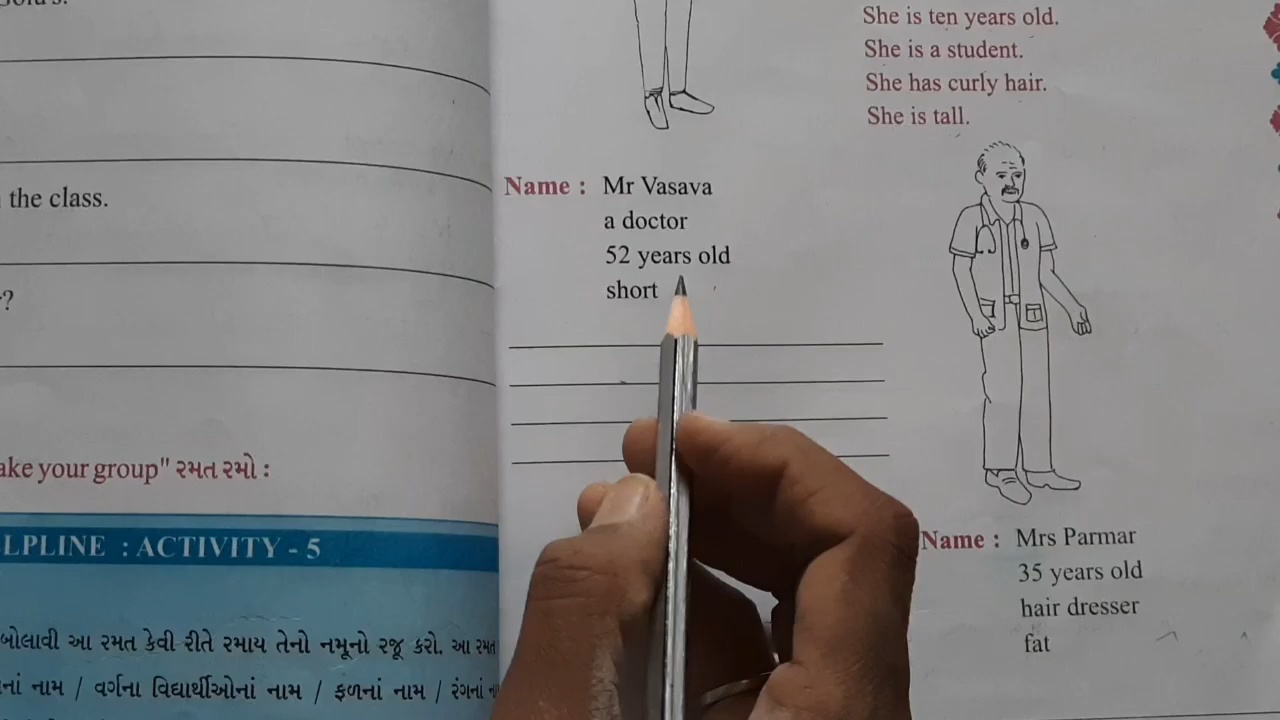 the class.
?
ake your group" રમત રમો :
LPLINE : ACTIVITY - 5
બોલાવી આ રમત કેવી રીતે રમાય તેનો નમૂનો રજૂ કરો. આ રમત
નાં નામ / વર્ગના વિદ્યાર્થીઓનાં નામ / ફળનાં નામ / રંગનાં
She is ten years old.
She is a student.
She has curly hair.
She is tall.
Name : Mr Vasava
a doctor
52 years old
short
Name : Mrs Parmar
35 years old
hair dresser
fat